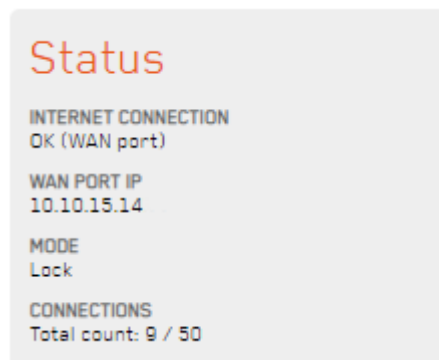 Status
INTERNET CONNECTION
OK (WAN port)
WAN PORT IP
10.10.15.14
MODE
Lock
CONNECTIONS
Total count: 9 / 50